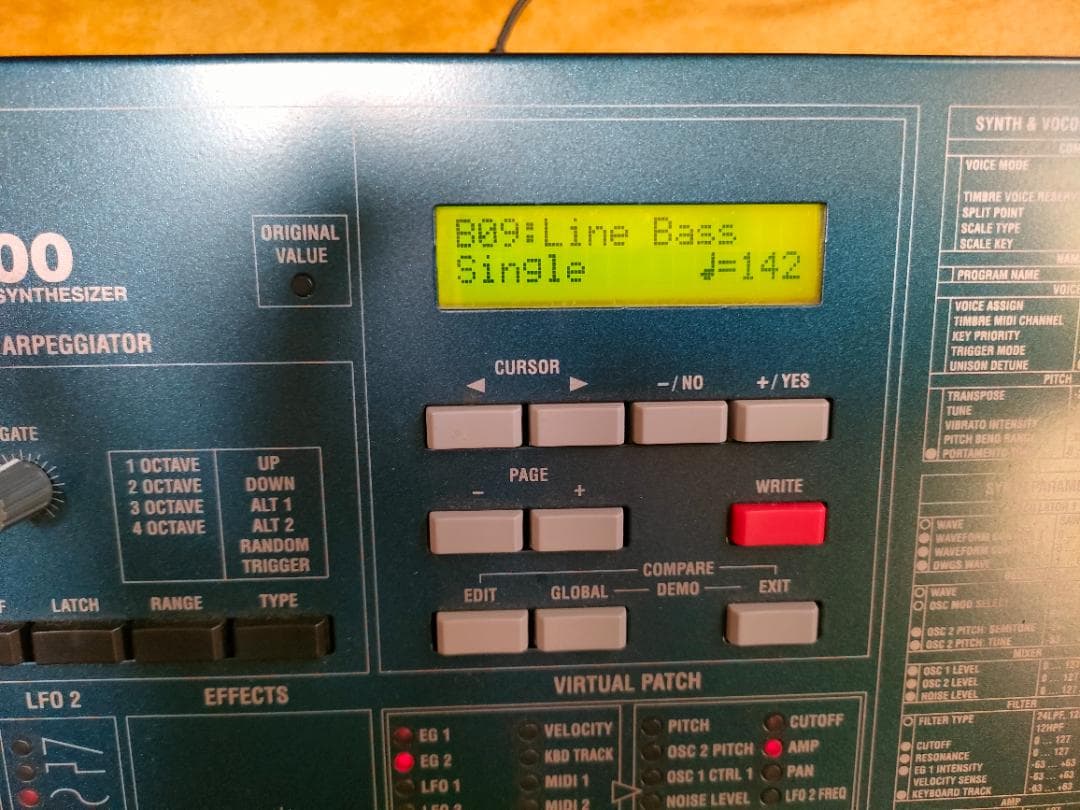 00
SYNTHESIZER
ARPEGGIATOR
GATE
1 OCTAVE
2 OCTAVE
3 OCTAVE
4 OCTAVE
UP
DOWN
ALT 1
ALT 2
RANDOM
TRIGGER
LATCH
RANGE
TYPE
ORIGINAL
VALUE
B09:Line Bass
Single ♩=142
CURSOR
-/NO
+/YES
PAGE
- +
WRITE
COMPARE
EDIT
GLOBAL
DEMO
EXIT
LFO 2
EFFECTS
VIRTUAL PATCH
EG 1
EG 2
LFO 1
VELOCITY
KBD TRACK
MIDI 1
MIDI 2
PITCH
OSC 2 PITCH
OSC 1 CTRL 1
NOISE LEVEL
CUTOFF
AMP
PAN
LFO 2 FREQ
SYNTH & VOCO
VOICE MODE
TIMBRE VOICE RESERV
SPLIT POINT
SCALE TYPE
SCALE KEY
PROGRAM NAME
VOICE
VOICE ASSIGN
TIMBRE MIDI CHANNEL
KEY PRIORITY
TRIGGER MODE
UNISON DETUNE
PITCH
TRANSPOSE
TUNE
VIBRATO INTENSITY
PITCH BEND RANGE
PORTAMENTO
WAVE
WAVEFORM
WAVEFORM
DWGS WAVE
WAVE
OSC MOD SELECT
OSC 2 PITCH: SEMITONE
OSC 2 PITCH: TUNE
MIXER
OSC 1 LEVEL
OSC 2 LEVEL
NOISE LEVEL
FILTER
FILTER TYPE
24LPF, 12
12HPF
CUTOFF 0 ... 127
RESONANCE 0 ... 127
EG 1 INTENSITY -63 ... +63
VELOCITY SENSE -63 ... +63
KEYBOARD TRACK -63 ... +63
AMP